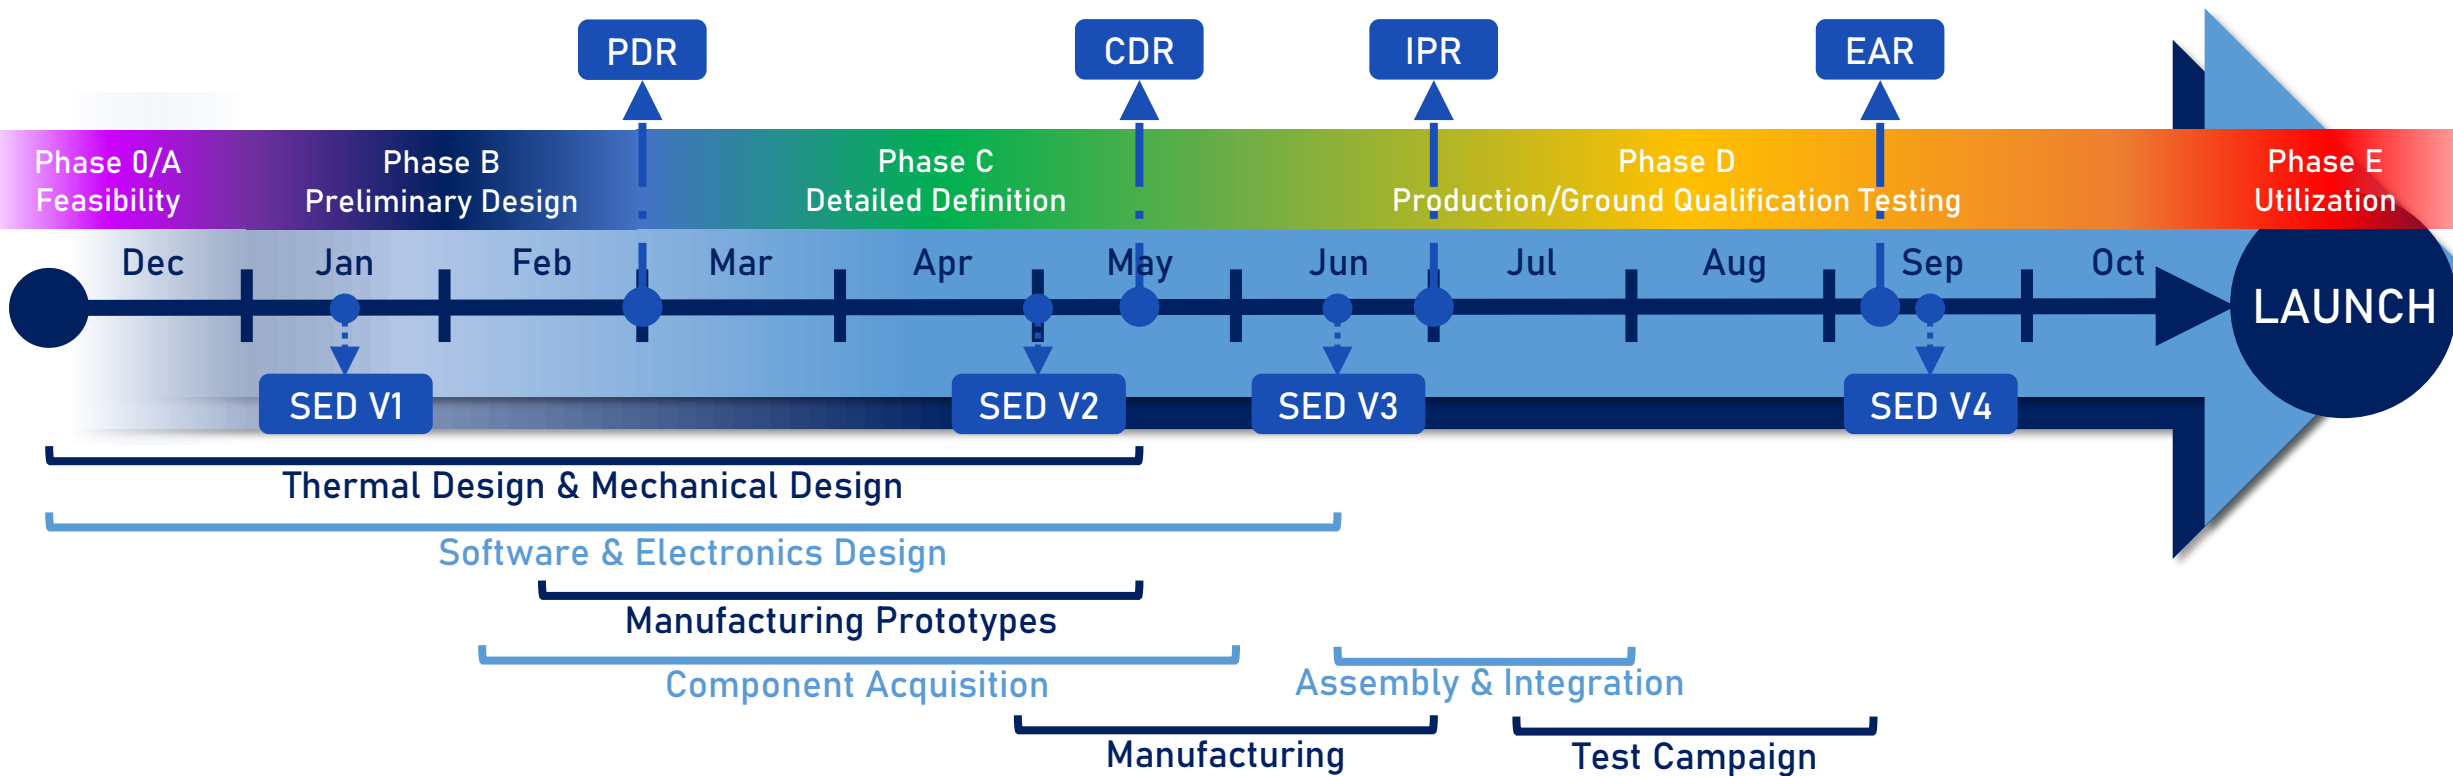 PDR
CDR
IPR
EAR
Phase 0/A
Feasibility
Phase B
Preliminary Design
Phase C
Detailed Definition
Phase D
Production/Ground Qualification Testing
Phase E
Utilization
Dec
Jan
Feb
Mar
Apr
May
Jun
Jul
Aug
Sep
Oct
LAUNCH
SED V1
SED V2
SED V3
SED V4
Thermal Design & Mechanical Design
Software & Electronics Design
Manufacturing Prototypes
Component Acquisition
Assembly & Integration
Manufacturing
Test Campaign